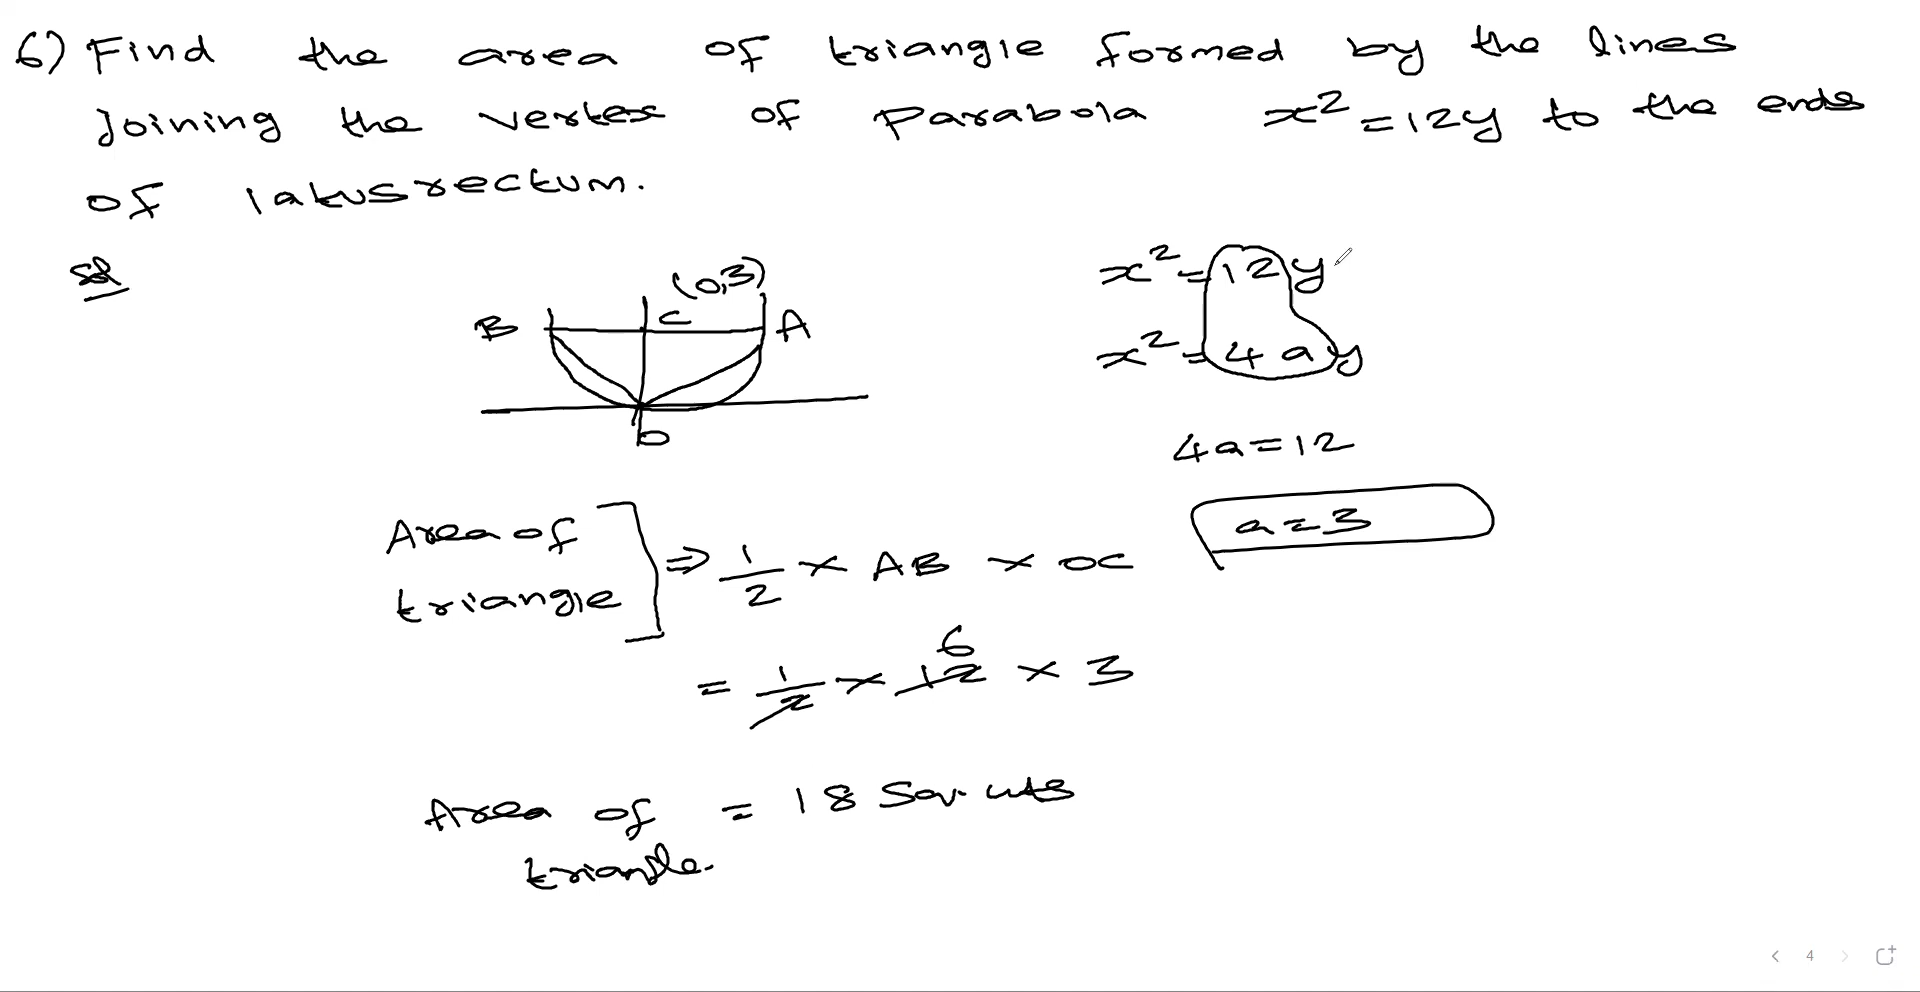 6) Find the area of triangle formed by the lines
Joining the vertex of Parabola x²=12y to the ends
of latusrectum.
Sol
(0,3)
B C A
O
x²=12y
x²=4ay
4a=12
a=3
Area of triangle ⇒ 1/2 × AB × OC
= 1/2 × 12 × 3
6
Area of = 18 Sq. uts
triangle.
4